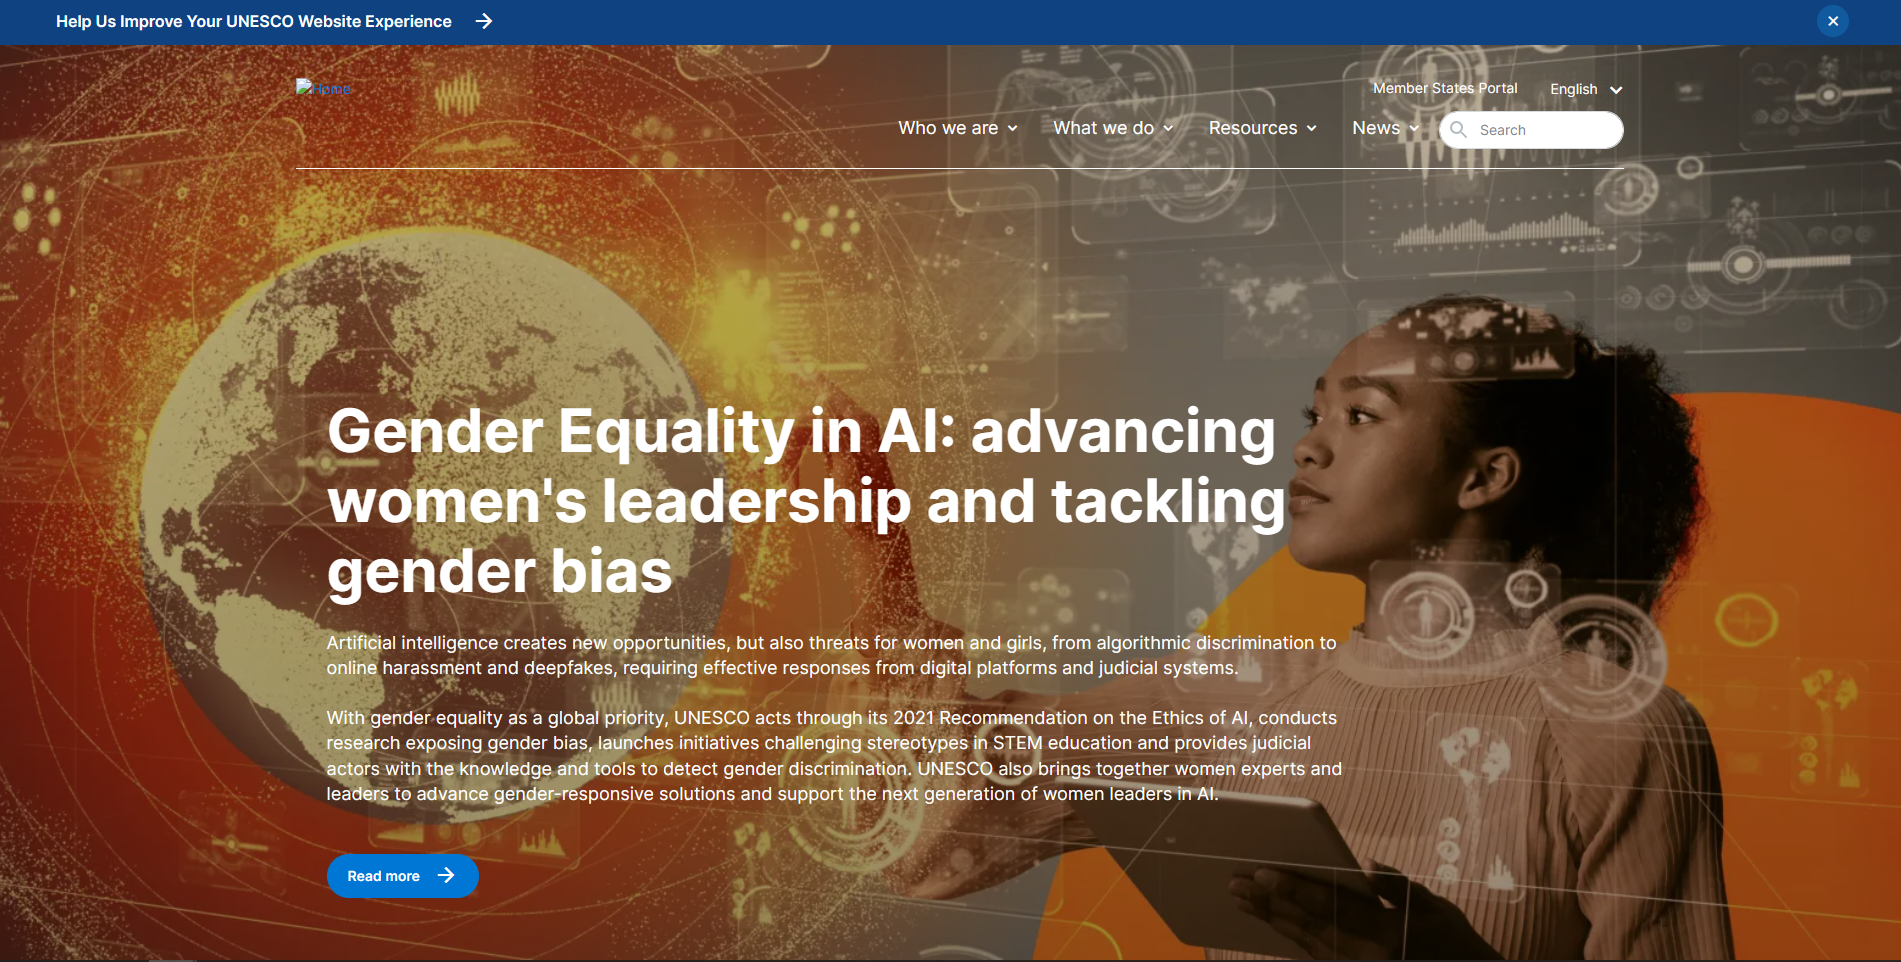 Help Us Improve Your UNESCO Website Experience
Home
Member States Portal
English
Who we are
What we do
Resources
News
Search
Gender Equality in AI: advancing
women's leadership and tackling
gender bias
Artificial intelligence creates new opportunities, but also threats for women and girls, from algorithmic discrimination to
online harassment and deepfakes, requiring effective responses from digital platforms and judicial systems.
With gender equality as a global priority, UNESCO acts through its 2021 Recommendation on the Ethics of AI, conducts
research exposing gender bias, launches initiatives challenging stereotypes in STEM education and provides judicial
actors with the knowledge and tools to detect gender discrimination. UNESCO also brings together women experts and
leaders to advance gender-responsive solutions and support the next generation of women leaders in AI.
Read more